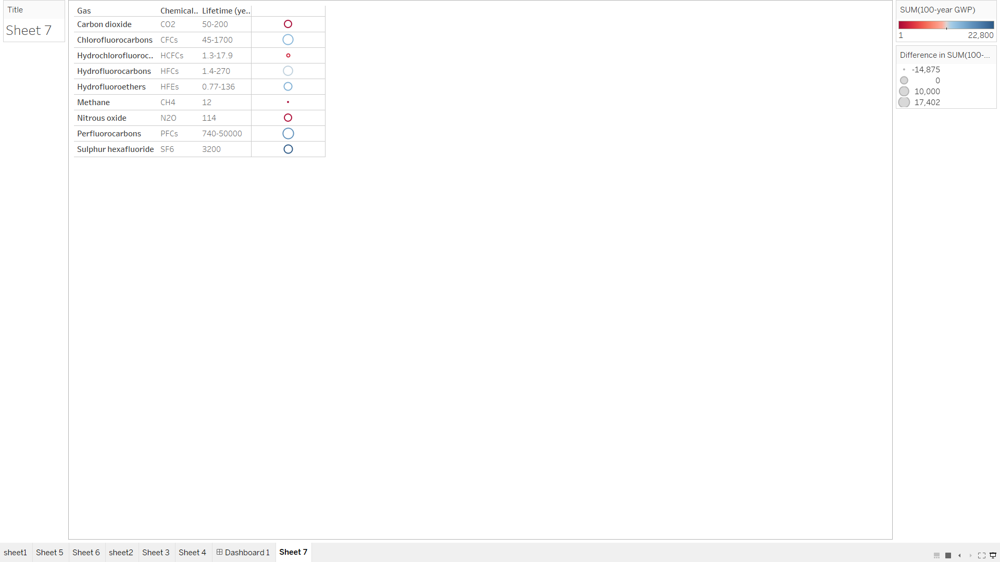 Title
Sheet 7
Gas Chemical.. Lifetime (ye..
Carbon dioxide CO2 50-200
Chlorofluorocarbons CFCs 45-1700
Hydrochlorofluoroc.. HCFCs 1.3-17.9
Hydrofluorocarbons HFCs 1.4-270
Hydrofluoroethers HFEs 0.77-136
Methane CH4 12
Nitrous oxide N2O 114
Perfluorocarbons PFCs 740-50000
Sulphur hexafluoride SF6 3200
SUM(100-year GWP)
1 22,800
Difference in SUM(100-...
-14,875
0
10,000
17,402
sheet1 Sheet 5 Sheet 6 sheet2 Sheet 3 Sheet 4 Dashboard 1 Sheet 7